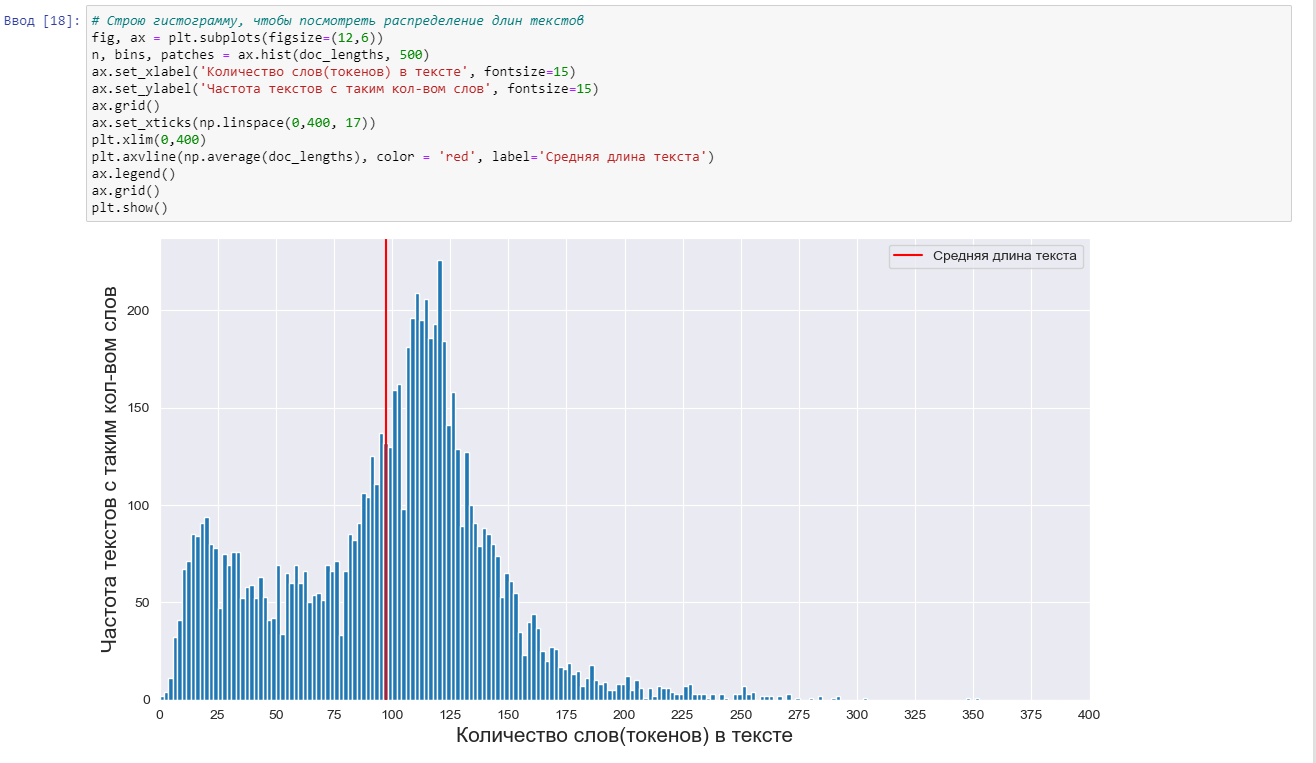 Ввод [18]:
# Строю гистограмму, чтобы посмотреть распределение длин текстов
fig, ax = plt.subplots(figsize=(12,6))
n, bins, patches = ax.hist(doc_lengths, 500)
ax.set_xlabel('Количество слов(токенов) в тексте', fontsize=15)
ax.set_ylabel('Частота текстов с таким кол-вом слов', fontsize=15)
ax.grid()
ax.set_xticks(np.linspace(0,400, 17))
plt.xlim(0,400)
plt.axvline(np.average(doc_lengths), color = 'red', label='Средняя длина текста')
ax.legend()
ax.grid()
plt.show()
Средняя длина текста
Частота текстов с таким кол-вом слов
200
150
100
50
0
0 25 50 75 100 125 150 175 200 225 250 275 300 325 350 375 400
Количество слов(токенов) в тексте